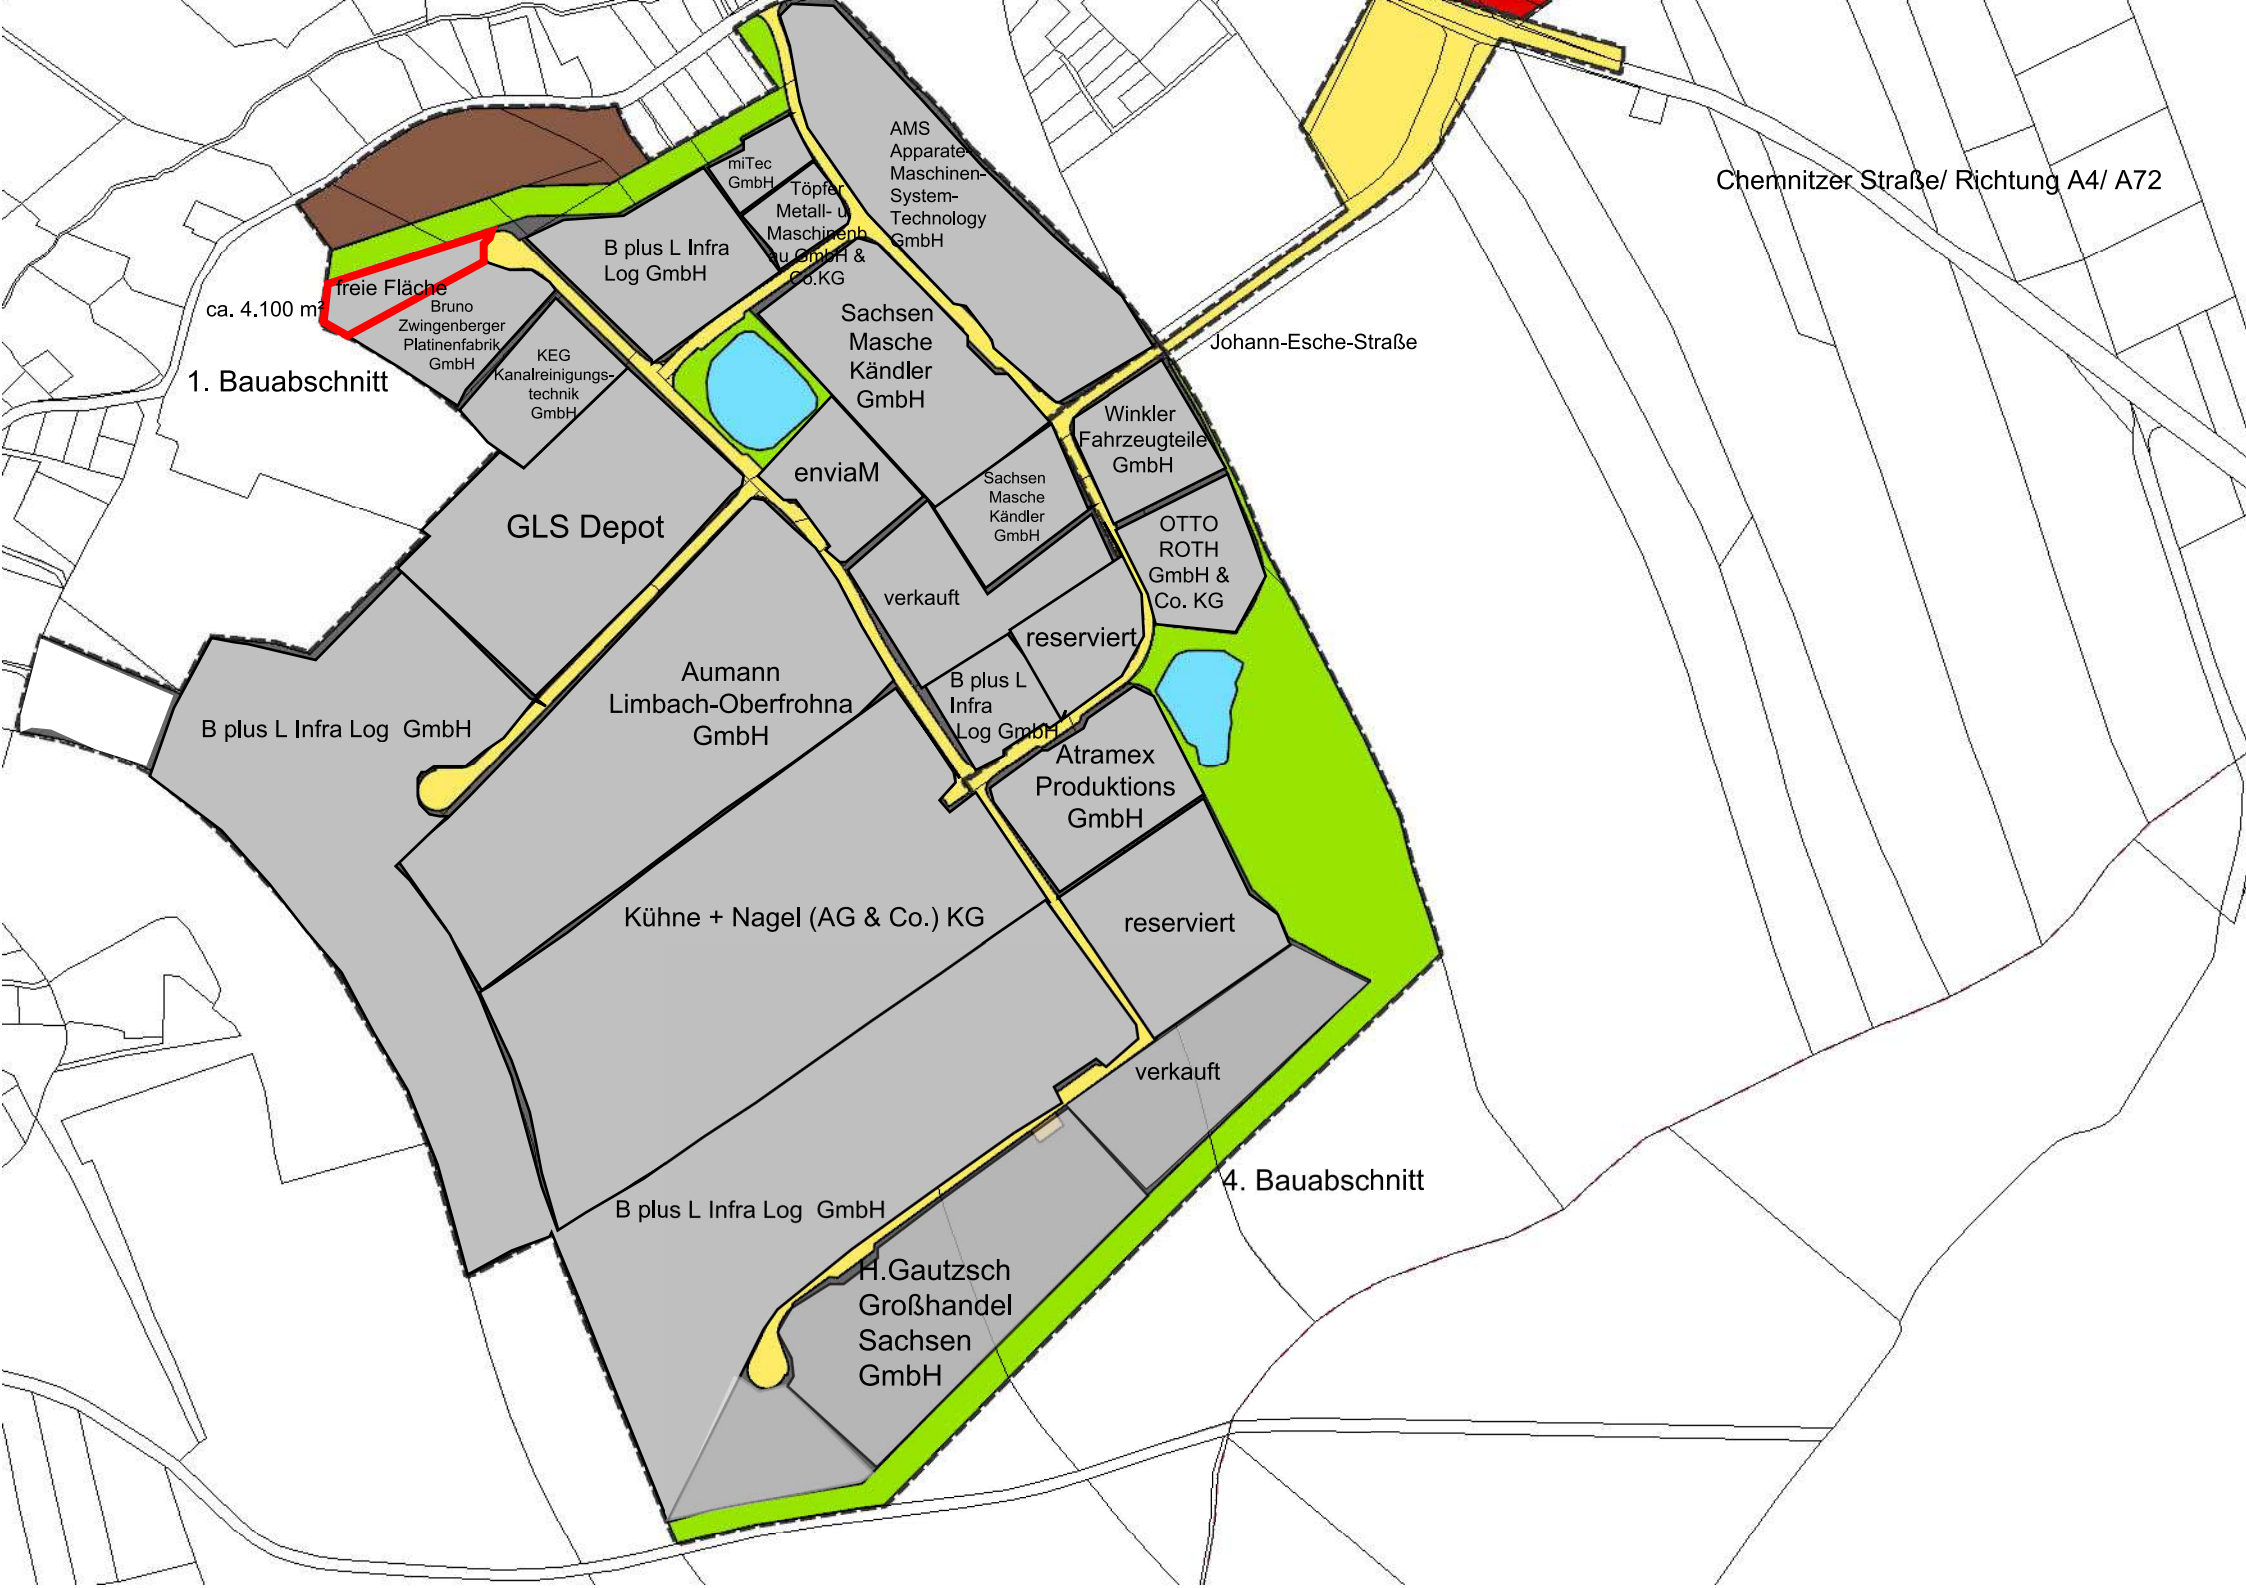 AMS
Apparate-
Maschinen-
System-
Technology
GmbH
miTec
GmbH
Töpfer
Metall- u
Maschinenb
au GmbH &
Co.KG
Chemnitzer Straße/ Richtung A4/ A72
B plus L Infra
Log GmbH
freie Fläche
ca. 4.100 m²
Bruno
Zwingenberger
Platinenfabrik
GmbH
KEG
Kanalreinigungs-
technik
GmbH
1. Bauabschnitt
Sachsen
Masche
Kändler
GmbH
Johann-Esche-Straße
Winkler
Fahrzeugteile
GmbH
enviaM
Sachsen
Masche
Kändler
GmbH
GLS Depot
OTTO
ROTH
GmbH &
Co. KG
verkauft
reserviert
Aumann
Limbach-Oberfrohna
GmbH
B plus L
Infra
Log GmbH
B plus L Infra Log GmbH
Atramex
Produktions
GmbH
Kühne + Nagel (AG & Co.) KG
reserviert
verkauft
4. Bauabschnitt
B plus L Infra Log GmbH
H.Gautzsch
Großhandel
Sachsen
GmbH